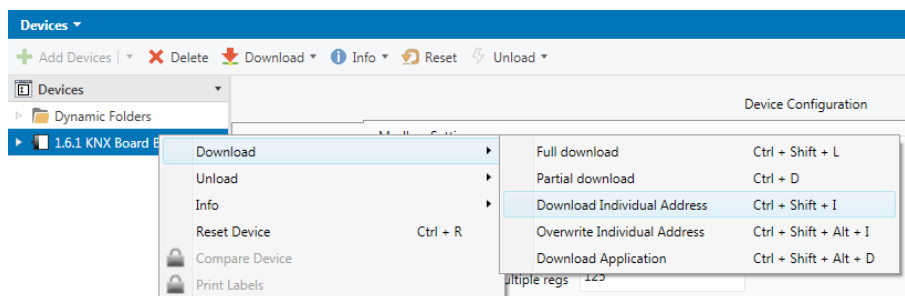 Devices
Add Devices Delete Download Info Reset Unload
Devices
Dynamic Folders
Device Configuration
1.6.1 KNX Board
Download
Unload
Info
Reset Device Ctrl + R
Compare Device
Print Labels
Full download Ctrl + Shift + L
Partial download Ctrl + D
Download Individual Address Ctrl + Shift + I
Overwrite Individual Address Ctrl + Shift + Alt + I
Download Application Ctrl + Shift + Alt + D
regs 125